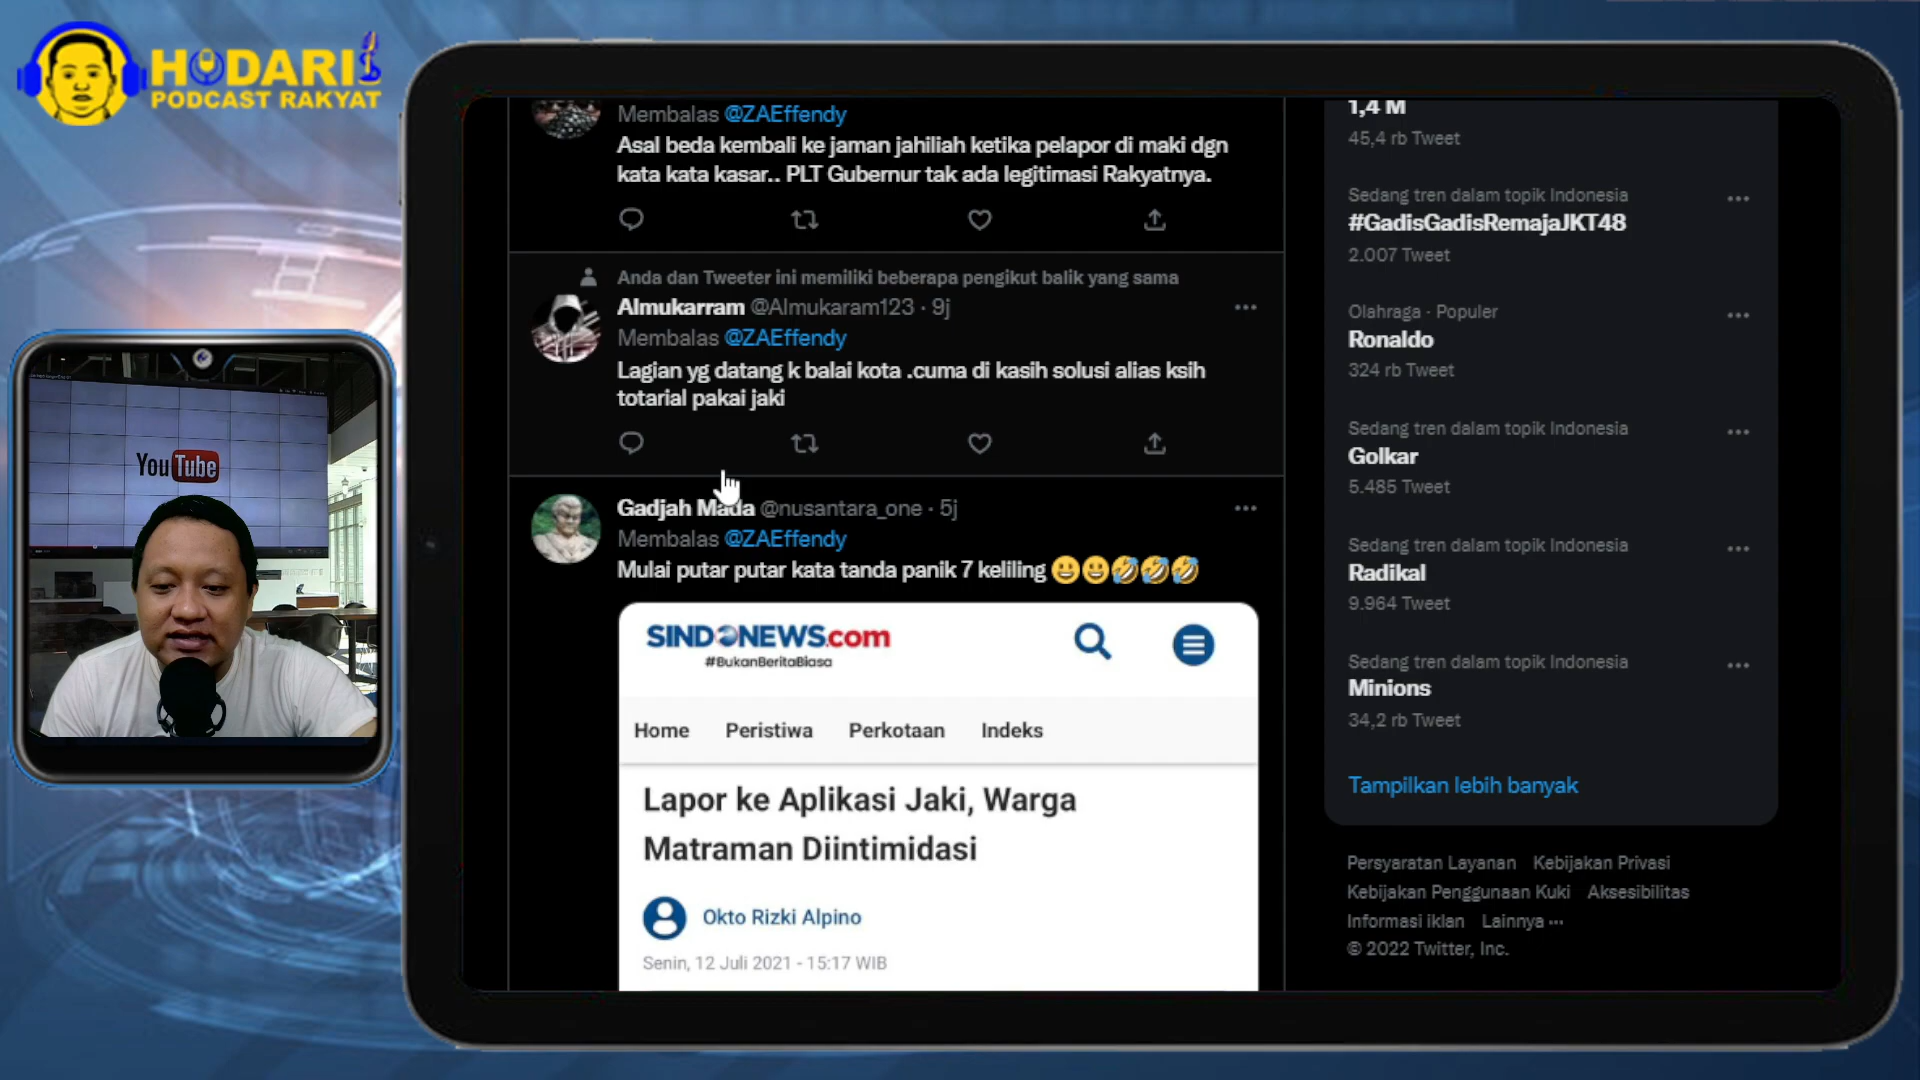 HODARI
PODCAST RAKYAT
YouTube
Membalas @ZAEffendy
Asal beda kembali ke jaman jahiliah ketika pelapor di maki dgn
kata kata kasar.. PLT Gubernur tak ada legitimasi Rakyatnya.
Anda dan Tweeter ini memiliki beberapa pengikut balik yang sama
Almukarram @Almukaram123 · 9j
Membalas @ZAEffendy
Lagian yg datang k balai kota .cuma di kasih solusi alias ksih
totarial pakai jaki
Gadjah Mada @nusantara_one · 5j
Membalas @ZAEffendy
Mulai putar putar kata tanda panik 7 keliling 😀😀🤣🤣🤣
SINDONEWS.com
#BukanBeritaBiasa
Home Peristiwa Perkotaan Indeks
Lapor ke Aplikasi Jaki, Warga
Matraman Diintimidasi
Okto Rizki Alpino
Senin, 12 Juli 2021 - 15:17 WIB
1,4 M
45,4 rb Tweet
Sedang tren dalam topik Indonesia
#GadisGadisRemajaJKT48
2.007 Tweet
Olahraga · Populer
Ronaldo
324 rb Tweet
Sedang tren dalam topik Indonesia
Golkar
5.485 Tweet
Sedang tren dalam topik Indonesia
Radikal
9.964 Tweet
Sedang tren dalam topik Indonesia
Minions
34,2 rb Tweet
Tampilkan lebih banyak
Persyaratan Layanan Kebijakan Privasi
Kebijakan Penggunaan Kuki Aksesibilitas
Informasi iklan Lainnya ···
© 2022 Twitter, Inc.